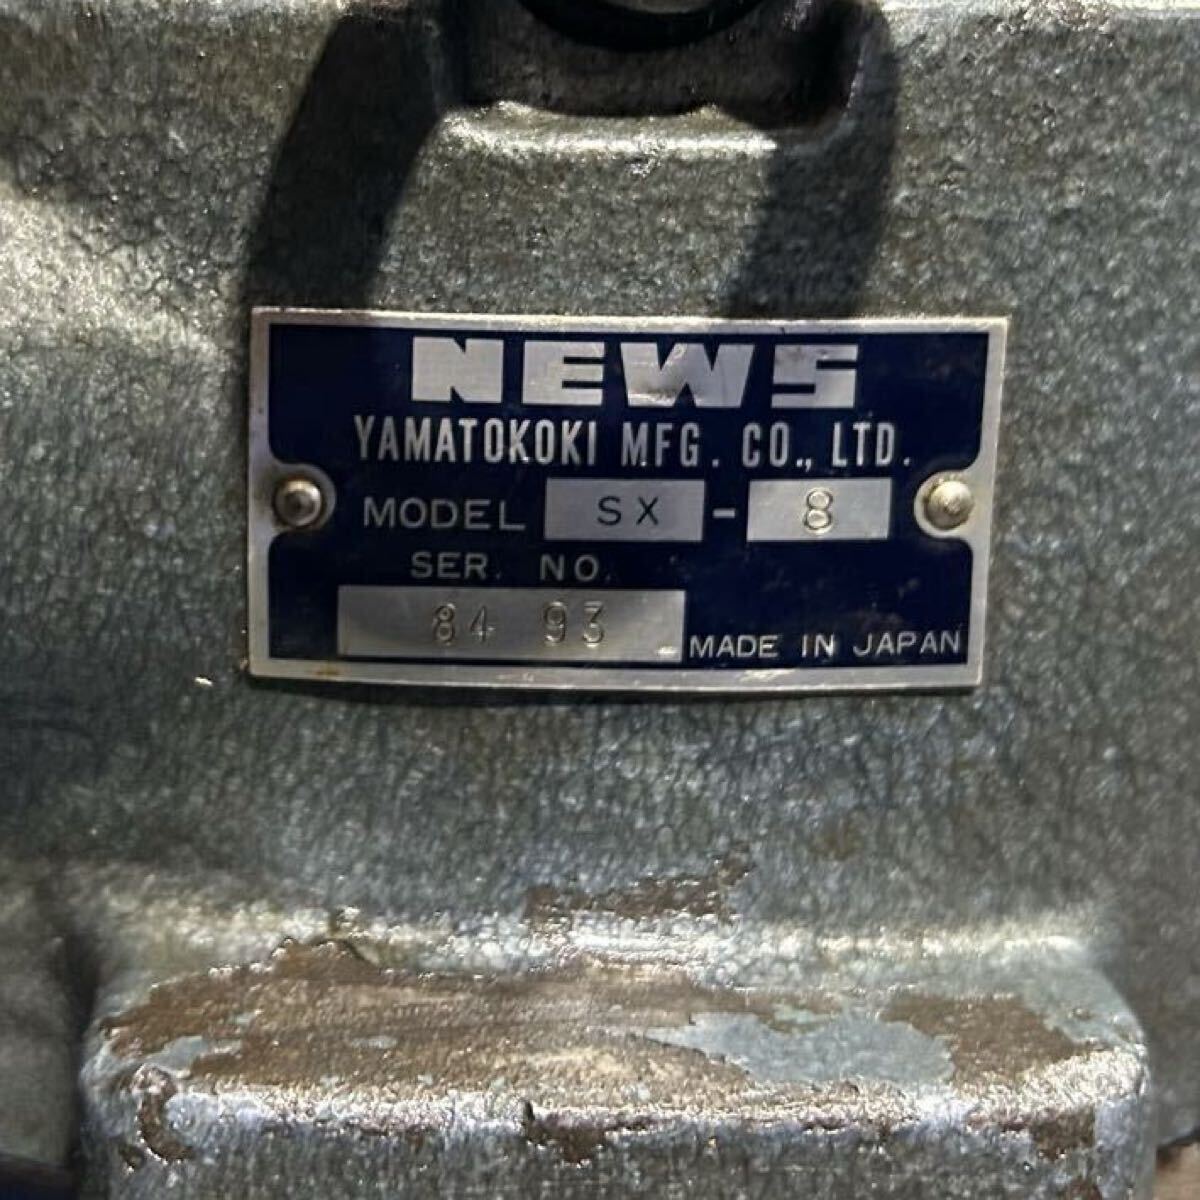 NEWS
YAMATOKOKI MFG. CO., LTD.
MODEL SX - 8
SER. NO.
84 93
MADE IN JAPAN